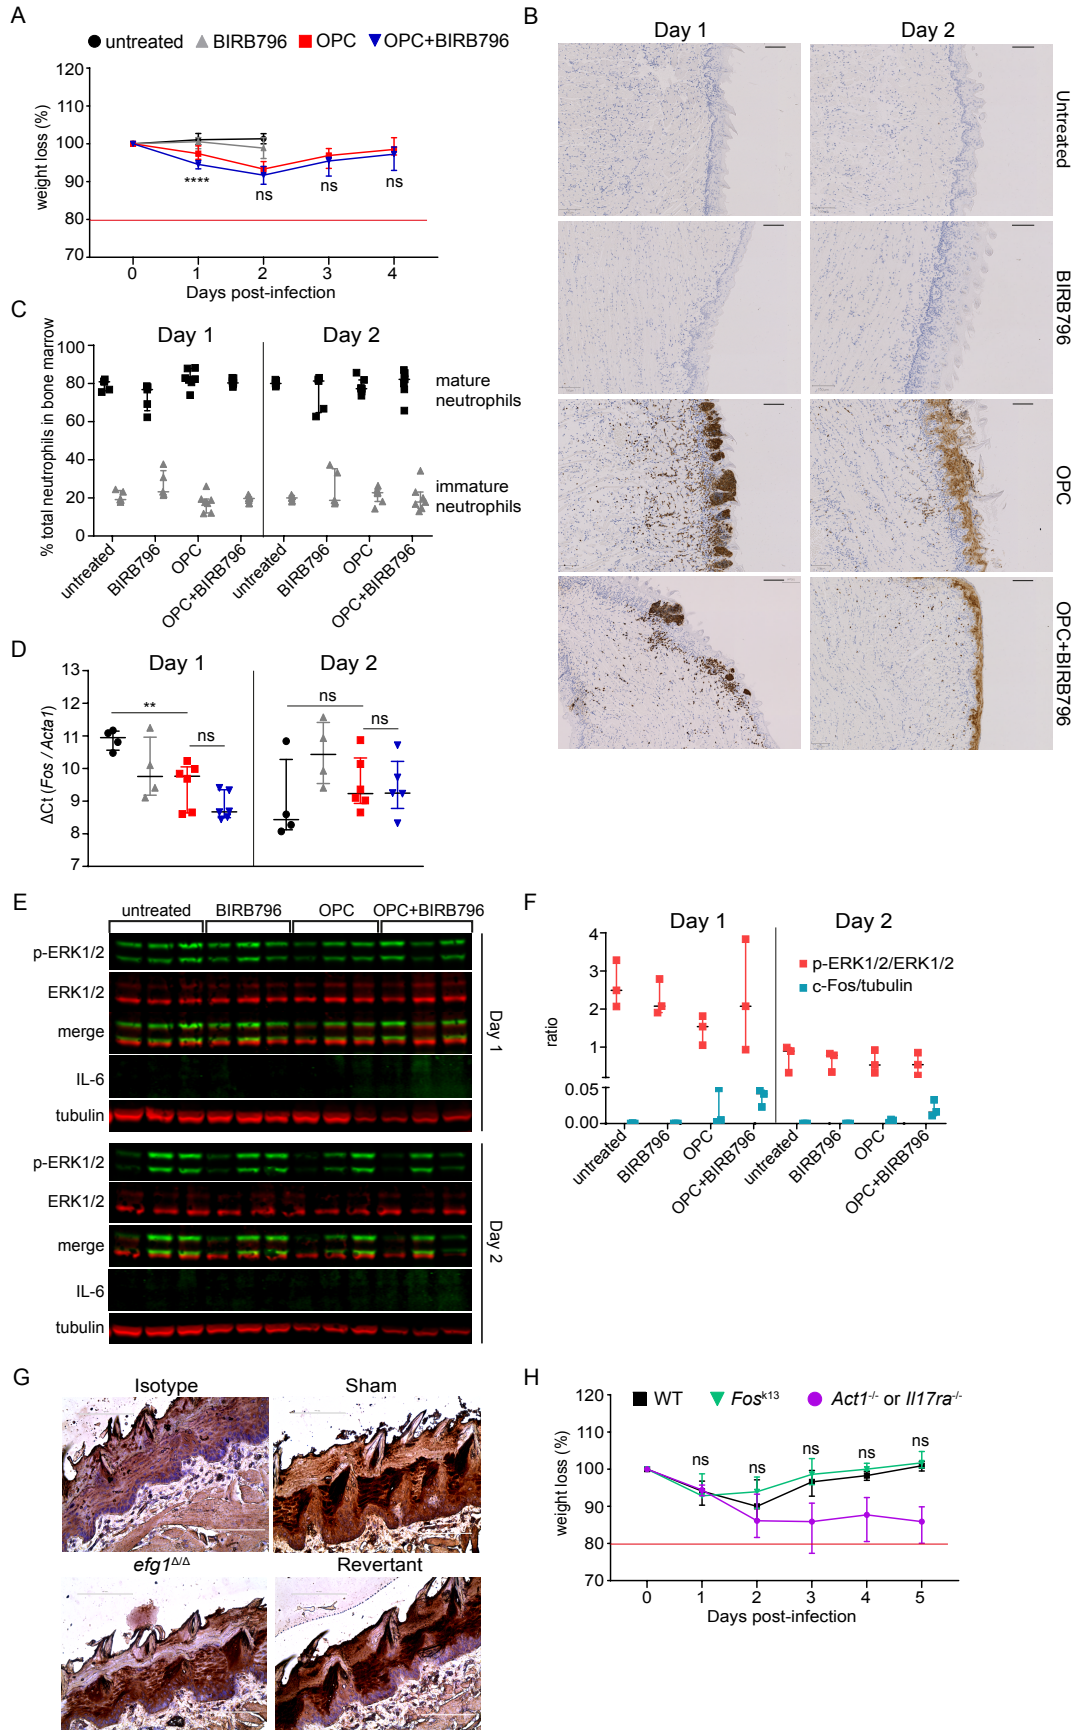 A
untreated BIRB796 OPC OPC+BIRB796
120
110
100
90
80
70
weight loss (%)
****
ns
ns
ns
0 1 2 3 4
Days post-infection
B
Day 1 Day 2
Untreated
BIRB796
OPC
OPC+BIRB796
C
Day 1 Day 2
% total neutrophils in bone marrow
100
80
60
40
20
0
mature
neutrophils
immature
neutrophils
untreated BIRB796 OPC OPC+BIRB796 untreated BIRB796 OPC OPC+BIRB796
D
Day 1 Day 2
ΔCt (Fos / Acta1)
13
12
11
10
9
8
7
**
ns
ns
ns
E
untreated BIRB796 OPC OPC+BIRB796
p-ERK1/2
ERK1/2
merge
IL-6
tubulin
Day 1
p-ERK1/2
ERK1/2
merge
IL-6
tubulin
Day 2
F
Day 1 Day 2
p-ERK1/2/ERK1/2
c-Fos/tubulin
ratio
4
3
2
1
0.05
0.00
untreated BIRB796 OPC OPC+BIRB796 untreated BIRB796 OPC OPC+BIRB796
G
Isotype Sham
efg1Δ/Δ Revertant
H
WT Fosk13 Act1-/- or Il17ra-/-
120
110
100
90
80
70
weight loss (%)
ns ns ns ns ns
0 1 2 3 4 5
Days post-infection